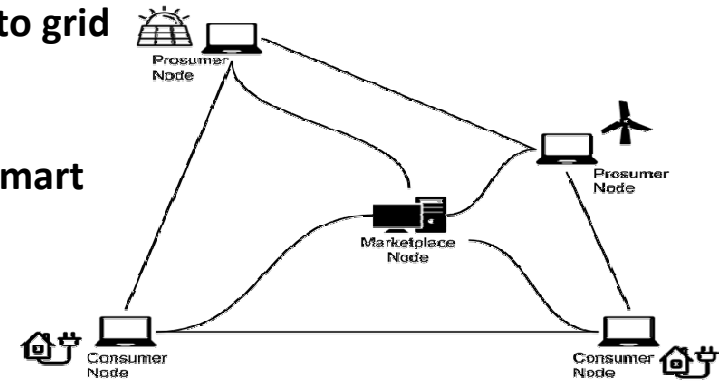 to grid
Prosumer
Node
mart
Prosumer
Node
Marketplace
Node
Consumer
Node
Consumer
Node